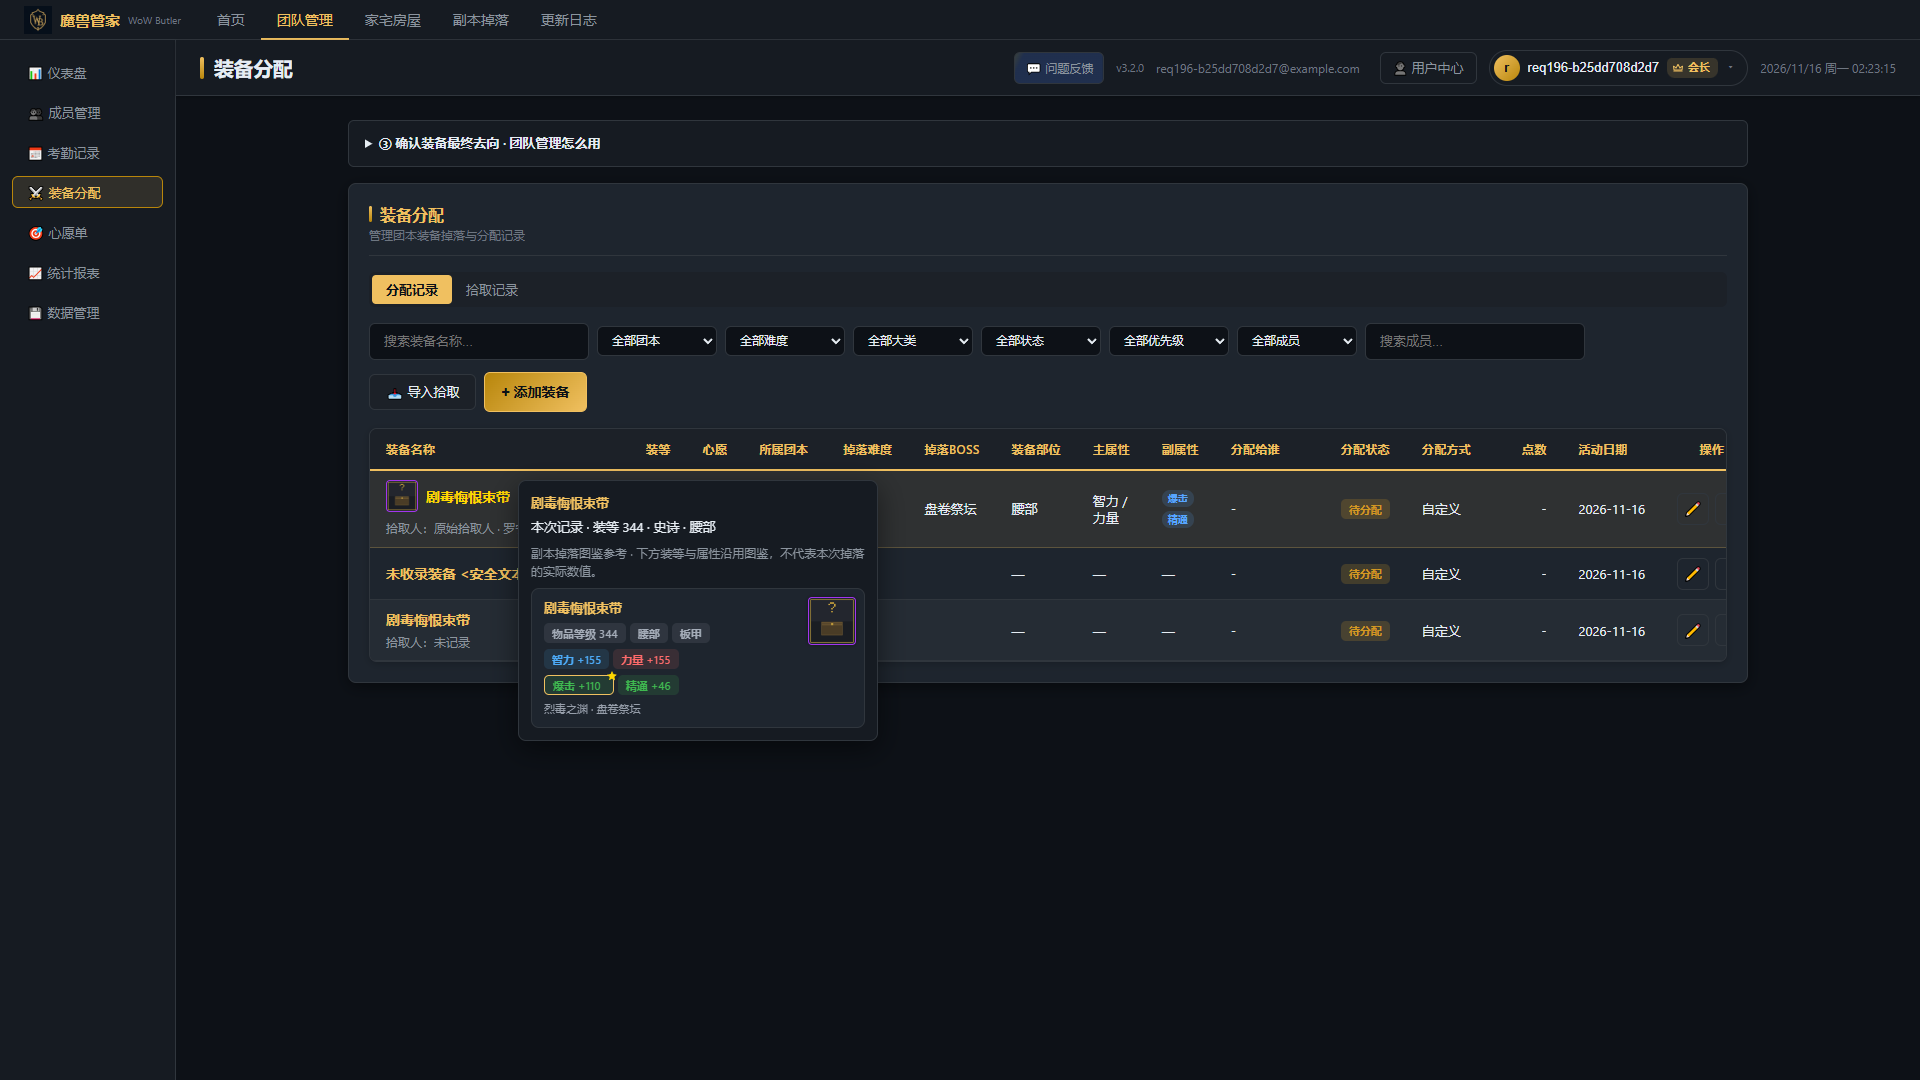 魔兽管家 WoW Butler 首页 团队管理 家宅房屋 副本掉落 更新日志
装备分配 问题反馈 v3.2.0 req196-b25dd708d2d7@example.com 用户中心 r req196-b25dd708d2d7 会长 2026/11/16 周一 02:23:15
仪表盘
成员管理
考勤记录
装备分配
心愿单
统计报表
数据管理
▶ ③ 确认装备最终去向 · 团队管理怎么用
装备分配
管理团本装备掉落与分配记录
分配记录 拾取记录
搜索装备名称... 全部团本 全部难度 全部大类 全部状态 全部优先级 全部成员 搜索成员...
导入拾取 + 添加装备
装备名称 装等 心愿 所属团本 掉落难度 掉落BOSS 装备部位 主属性 副属性 分配给谁 分配状态 分配方式 点数 活动日期 操作
? 剧毒悔恨束带
拾取人：原始拾取人 · 罗
盘卷祭坛 腰部 智力 / 力量 爆击 精通 - 待分配 自定义 - 2026-11-16
未收录装备 <安全文本
— — — - 待分配 自定义 - 2026-11-16
剧毒悔恨束带
拾取人：未记录
— — — - 待分配 自定义 - 2026-11-16
剧毒悔恨束带
本次记录 · 装等 344 · 史诗 · 腰部
副本掉落图鉴参考 · 下方装等与属性沿用图鉴，不代表本次掉落
的实际数值。
剧毒悔恨束带 ?
物品等级 344 腰部 板甲
智力 +155 力量 +155
爆击 +110 精通 +46
烈毒之渊 · 盘卷祭坛